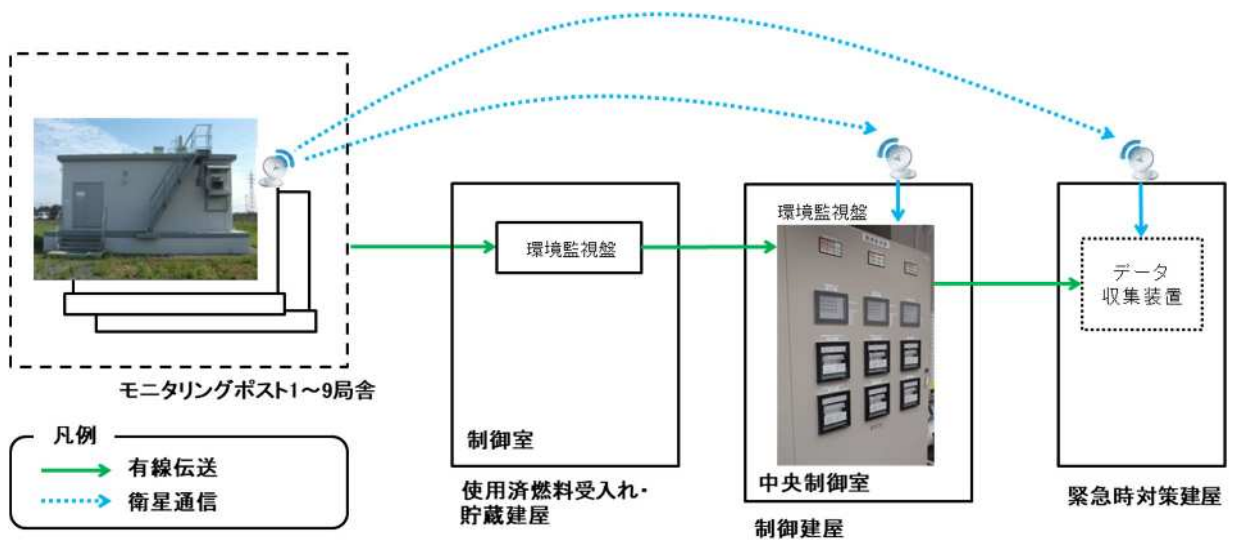 モニタリングポスト1～9局舎
環境監視盤
制御室
使用済燃料受入れ・
貯蔵建屋
環境監視盤
中央制御室
制御建屋
データ
収集装置
緊急時対策建屋
凡例
有線伝送
衛星通信